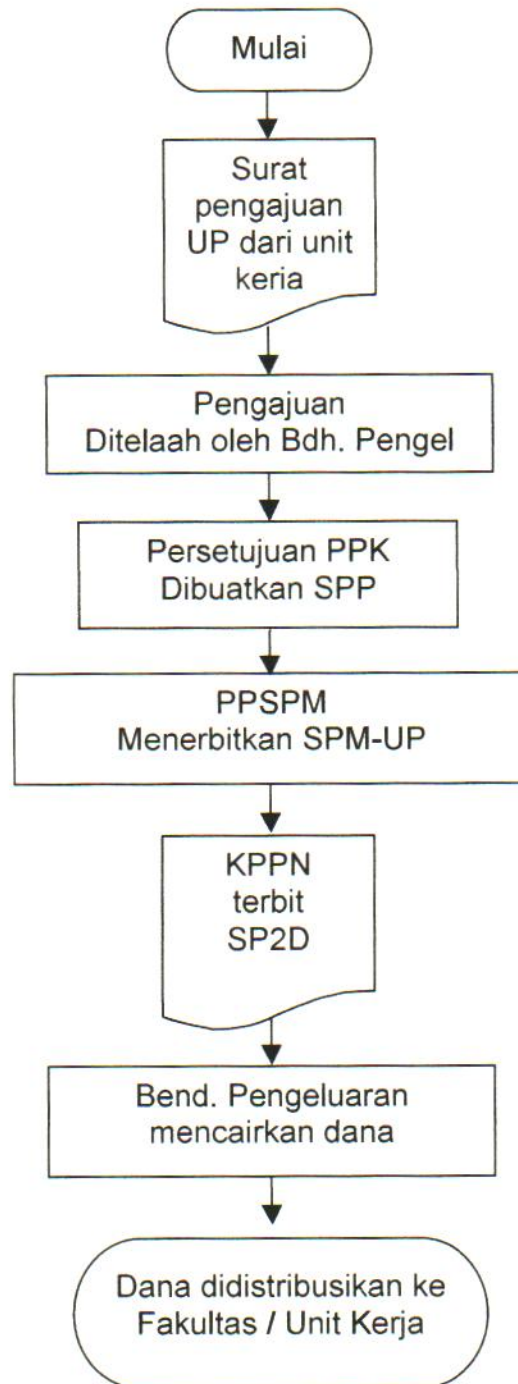 Mulai
Surat
pengajuan
UP dari unit
keria
Pengajuan
Ditelaah oleh Bdh. Pengel
Persetujuan PPK
Dibuatkan SPP
PPSPM
Menerbitkan SPM-UP
KPPN
terbit
SP2D
Bend. Pengeluaran
mencairkan dana
Dana didistribusikan ke
Fakultas / Unit Kerja